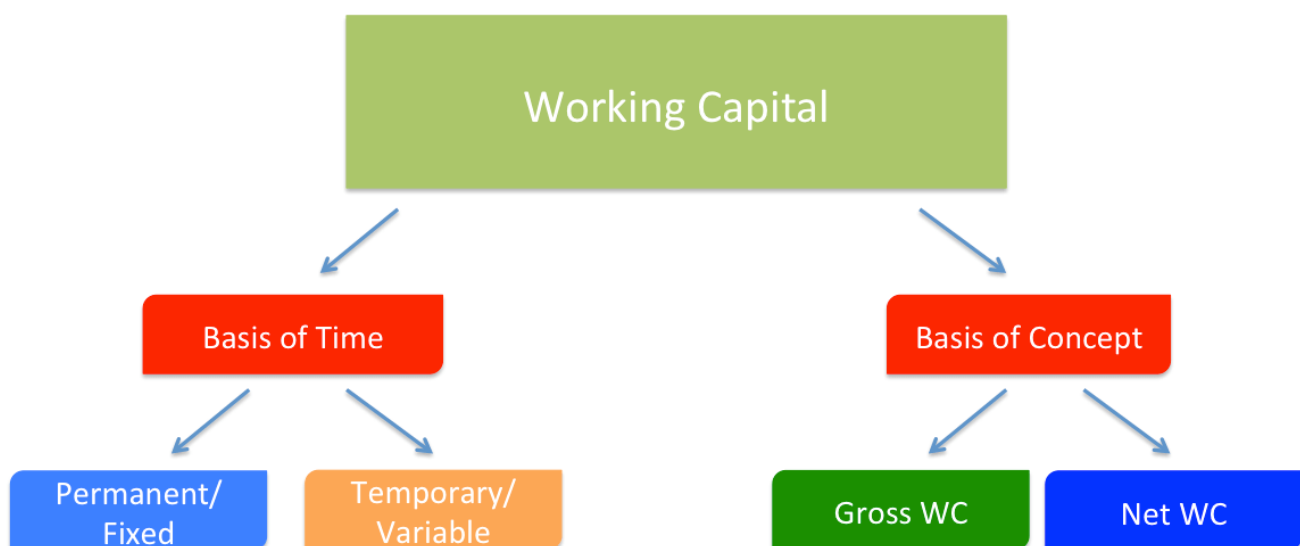 Working Capital
Basis of Time
Basis of Concept
Permanent/
Fixed
Temporary/
Variable
Gross WC
Net WC